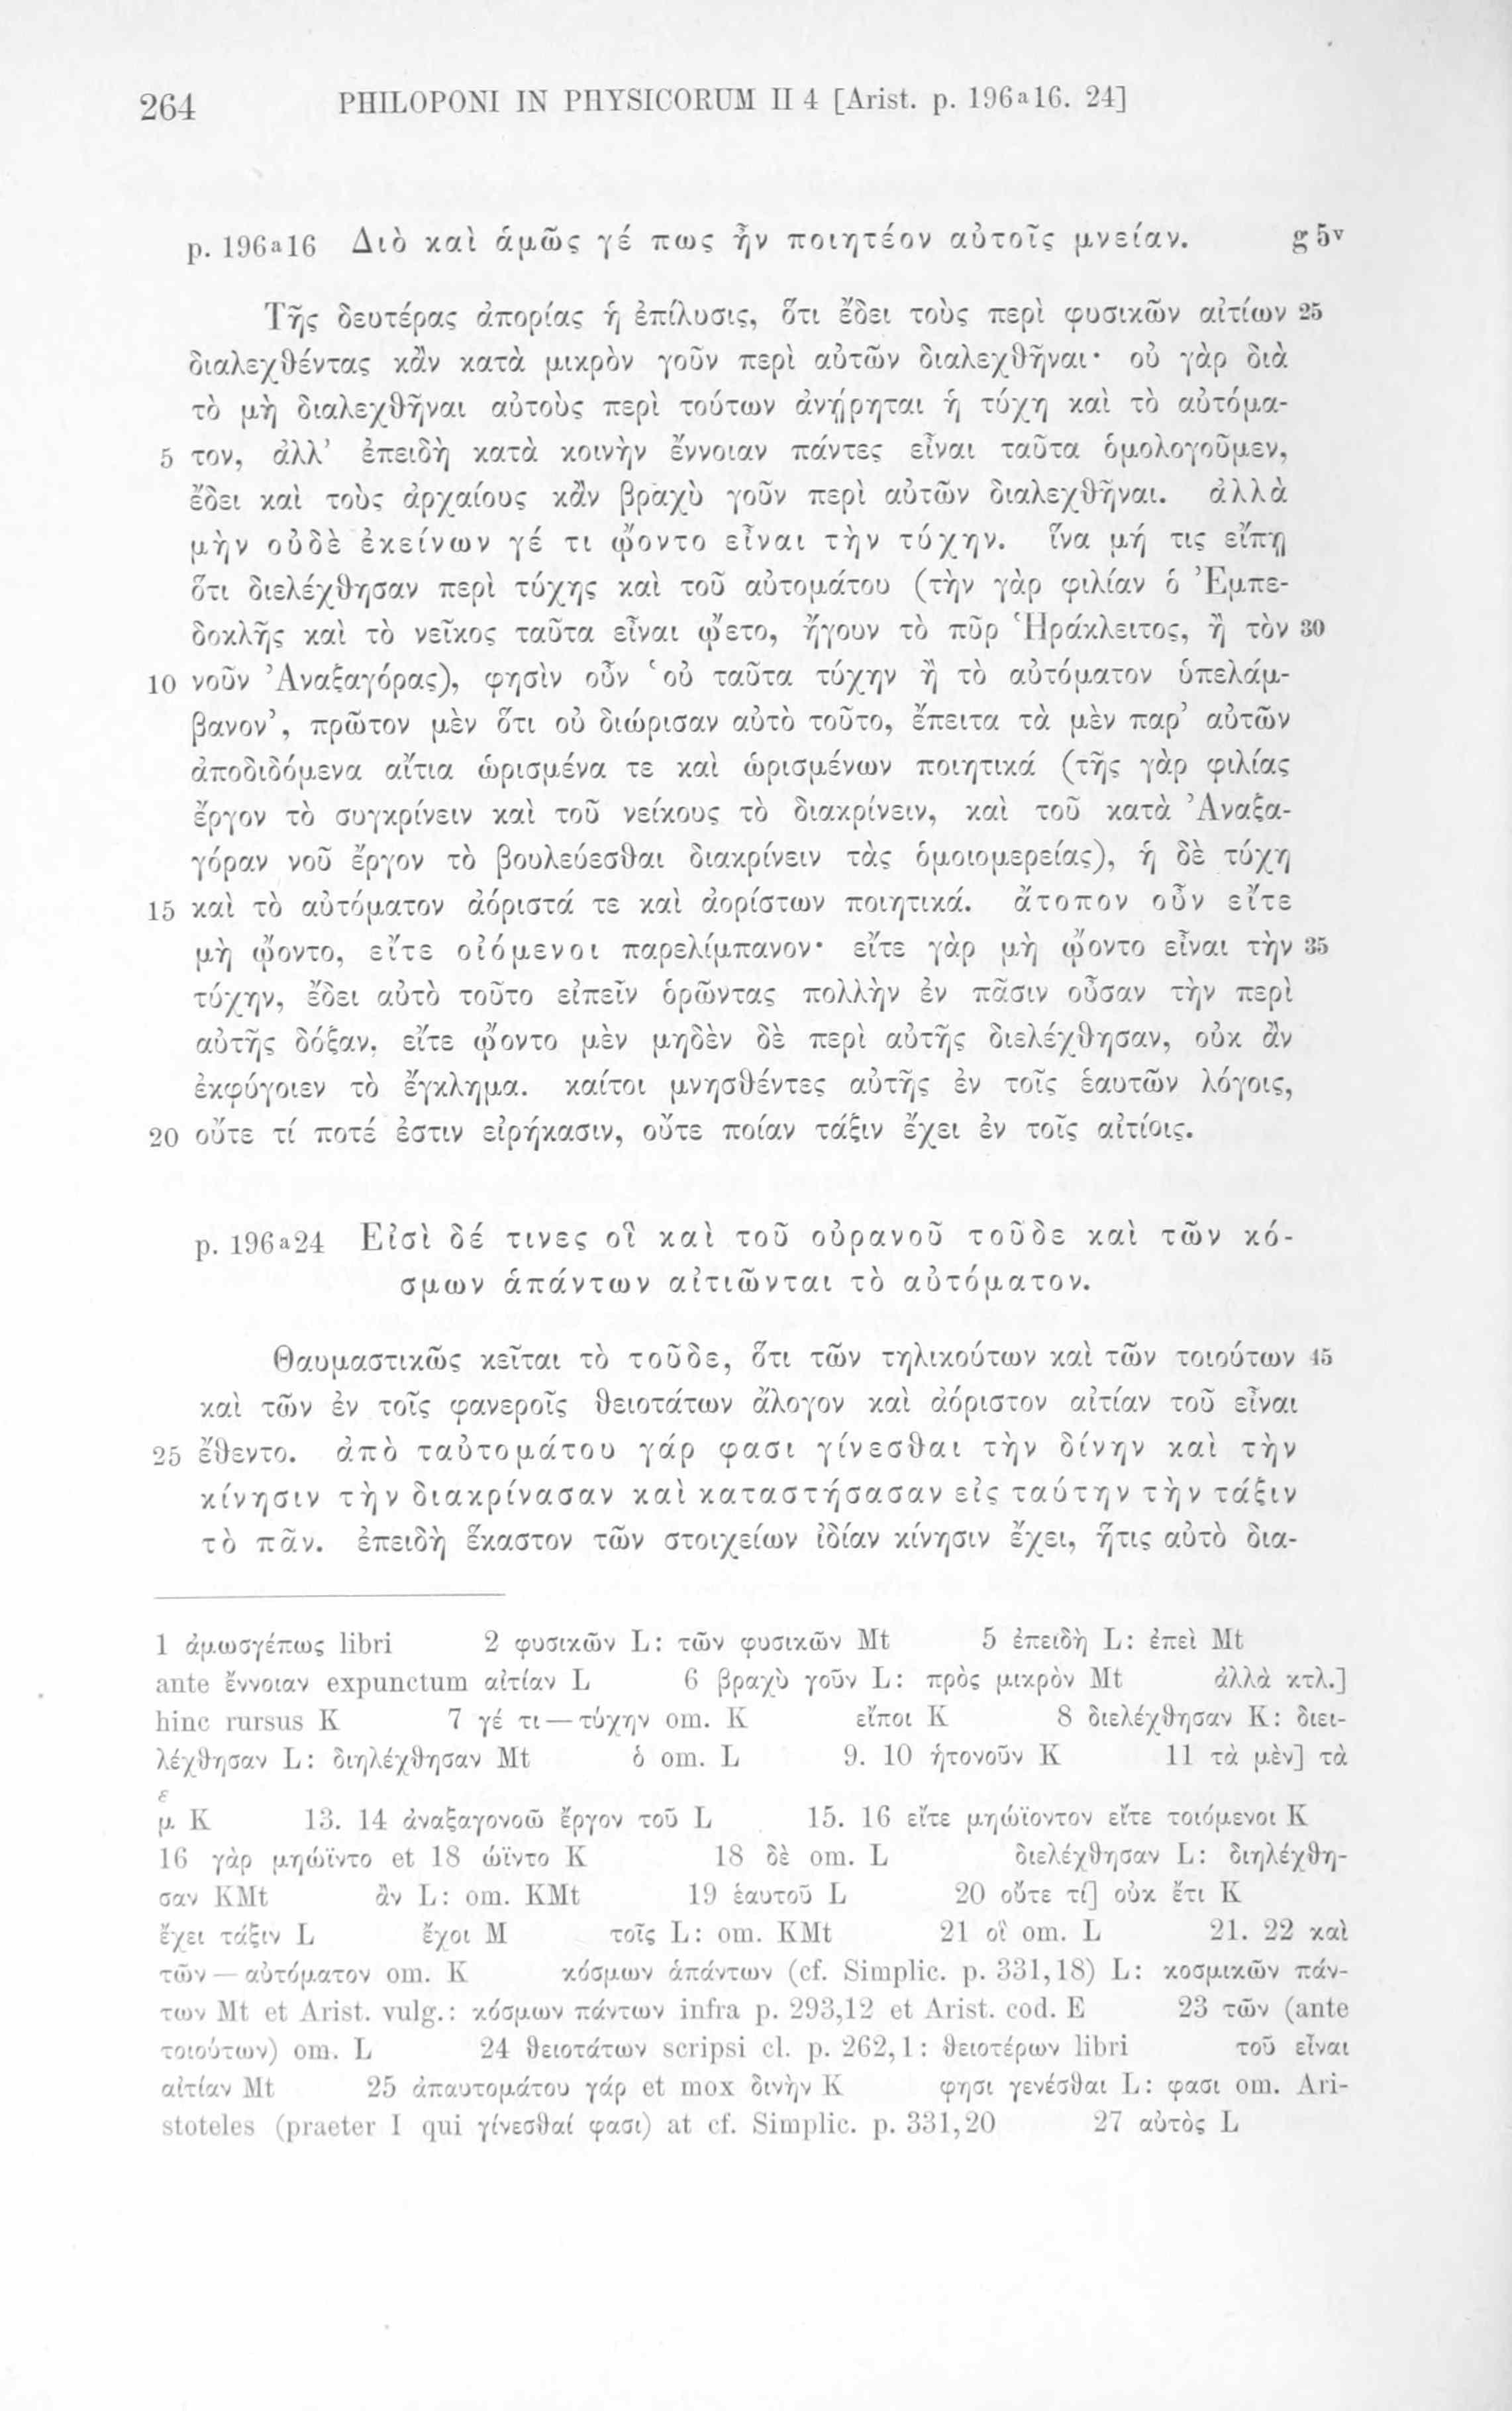 264 PHILOPONI IN PHYSICORUM II 4 [Arist. p. 196a16. 24]
p. 196a16 Διὸ καὶ ἁμῶς γέ πως ἦν ποιητέον αὐτοῖς μνείαν. g 5v
Τῆς δευτέρας ἀπορίας ἡ ἐπίλυσις, ὅτι ἔδει τοὺς περὶ φυσικῶν αἰτίων 25
διαλεχθέντας κἂν κατὰ μικρὸν γοῦν περὶ αὐτῶν διαλεχθῆναι· οὐ γὰρ διὰ
τὸ μὴ διαλεχθῆναι αὐτοὺς περὶ τούτων ἀνῄρηται ἡ τύχη καὶ τὸ αὐτόμα-
5 τον, ἀλλ’ ἐπειδὴ κατὰ κοινὴν ἔννοιαν πάντες εἶναι ταῦτα ὁμολογοῦμεν,
ἔδει καὶ τοὺς ἀρχαίους κἂν βραχὺ γοῦν περὶ αὐτῶν διαλεχθῆναι. ἀλλὰ
μὴν οὐδὲ ἐκείνων γέ τι ᾤοντο εἶναι τὴν τύχην. ἵνα μή τις εἴπῃ
ὅτι διελέχθησαν περὶ τύχης καὶ τοῦ αὐτομάτου (τὴν γὰρ φιλίαν ὁ Ἐμπε-
δοκλῆς καὶ τὸ νεῖκος ταῦτα εἶναι ᾤετο, ἤγουν τὸ πῦρ Ἡράκλειτος, ἢ τὸν 30
10 νοῦν Ἀναξαγόρας), φησὶν οὖν ‘οὐ ταῦτα τύχην ἢ τὸ αὐτόματον ὑπελάμ-
βανον’, πρῶτον μὲν ὅτι οὐ διώρισαν αὐτὸ τοῦτο, ἔπειτα τὰ μὲν παρ’ αὐτῶν
ἀποδιδόμενα αἴτια ὡρισμένα τε καὶ ὡρισμένων ποιητικά (τῆς γὰρ φιλίας
ἔργον τὸ συγκρίνειν καὶ τοῦ νείκους τὸ διακρίνειν, καὶ τοῦ κατὰ Ἀναξα-
γόραν νοῦ ἔργον τὸ βουλεύεσθαι διακρίνειν τὰς ὁμοιομερείας), ἡ δὲ τύχη
15 καὶ τὸ αὐτόματον ἀόριστά τε καὶ ἀορίστων ποιητικά. ἄτοπον οὖν εἴτε
μὴ ᾤοντο, εἴτε οἰόμενοι παρελίμπανον· εἴτε γὰρ μὴ ᾤοντο εἶναι τὴν 35
τύχην, ἔδει αὐτὸ τοῦτο εἰπεῖν ὁρῶντας πολλὴν ἐν πᾶσιν οὖσαν τὴν περὶ
αὐτῆς δόξαν, εἴτε ᾤοντο μὲν μηδὲν δὲ περὶ αὐτῆς διελέχθησαν, οὐκ ἂν
ἐκφύγοιεν τὸ ἔγκλημα. καίτοι μνησθέντες αὐτῆς ἐν τοῖς ἑαυτῶν λόγοις,
20 οὔτε τί ποτέ ἐστιν εἰρήκασιν, οὔτε ποίαν τάξιν ἔχει ἐν τοῖς αἰτίοις.
p. 196a24 Εἰσὶ δέ τινες οἳ καὶ τοῦ οὐρανοῦ τοῦδε καὶ τῶν κό-
σμων ἁπάντων αἰτιῶνται τὸ αὐτόματον.
Θαυμαστικῶς κεῖται τὸ τοῦδε, ὅτι τῶν τηλικούτων καὶ τῶν τοιούτων 45
καὶ τῶν ἐν τοῖς φανεροῖς θειοτάτων ἄλογον καὶ ἀόριστον αἰτίαν τοῦ εἶναι
25 ἔθεντο. ἀπὸ ταὐτομάτου γάρ φασι γίνεσθαι τὴν δίνην καὶ τὴν
κίνησιν τὴν διακρίνασαν καὶ καταστήσασαν εἰς ταύτην τὴν τάξιν
τὸ πᾶν. ἐπειδὴ ἕκαστον τῶν στοιχείων ἰδίαν κίνησιν ἔχει, ἥτις αὐτὸ δια-
1 ἁμωσγέπως libri 2 φυσικῶν L: τῶν φυσικῶν Mt 5 ἐπειδὴ L: ἐπεὶ Mt
ante ἔννοιαν expunctum αἰτίαν L 6 βραχὺ γοῦν L: πρὸς μικρὸν Mt ἀλλὰ κτλ.]
hinc rursus K 7 γέ τι — τύχην om. K εἴποι K 8 διελέχθησαν K: διει-
λέχθησαν L: διηλέχθησαν Mt ὁ om. L 9. 10 ἡτονοῦν K 11 τὰ μὲν] τὰ
ε
μ K 13. 14 ἀναξαγονοῶ ἔργον τοῦ L 15. 16 εἴτε μηώϊοντον εἴτε τοιόμενοι K
16 γὰρ μηώϊντο et 18 ώϊντο K 18 δὲ om. L διελέχθησαν L: διηλέχθη-
σαν KMt ἂν L: om. KMt 19 ἑαυτοῦ L 20 οὔτε τί] οὐκ ἔτι K
ἔχει τάξιν L ἔχοι M τοῖς L: om. KMt 21 οἳ om. L 21. 22 καὶ
τῶν — αὐτόματον om. K κόσμων ἁπάντων (cf. Simplic. p. 331,18) L: κοσμικῶν πάν-
των Mt et Arist. vulg.: κόσμων πάντων infra p. 293,12 et Arist. cod. E 23 τῶν (ante
τοιούτων) om. L 24 θειοτάτων scripsi cl. p. 262,1: θειοτέρων libri τοῦ εἶναι
αἰτίαν Mt 25 ἀπαυτομάτου γάρ et mox δινὴν K φησι γενέσθαι L: φασι om. Ari-
stoteles (praeter I qui γίνεσθαί φασι) at cf. Simplic. p. 331,20 27 αὐτὸς L